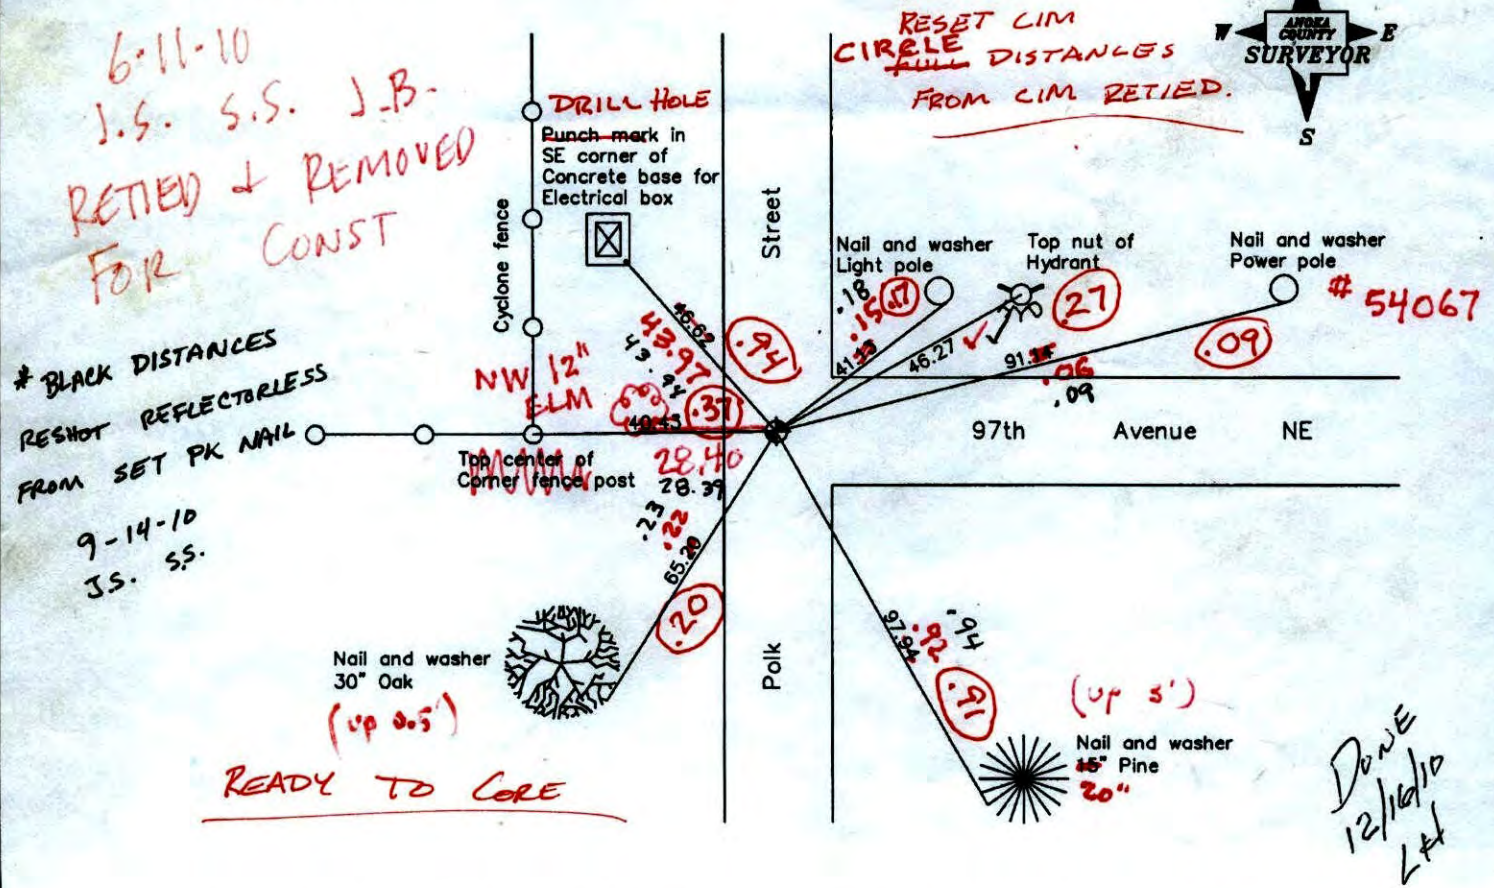 6-11-10
J.S. S.S. J.B.
RETIED & REMOVED
FOR CONST
RESET CIM
CIRCLE
FULL DISTANCES
FROM CIM RETIED.
W
ANOKA
COUNTY
SURVEYOR
E
S
DRILL HOLE
Punch mark in
SE corner of
Concrete base for
Electrical box
Cyclone fence
Street
Nail and washer
Light pole
Top nut of
Hydrant
Nail and washer
Power pole
# 54067
.18
.15
.17
.27
.09
46.62
43.97
43.94
.94
46.27
.06
.09
# BLACK DISTANCES
RESHOT REFLECTORLESS
FROM SET PK NAIL
9-14-10
J.S. S.S.
NW 12"
ELM
40.43
.37
28.40
28.39
97th Avenue NE
Top center of
Corner fence post
.23
.22
65.20
.20
Nail and washer
30" Oak
READY TO CORE
Polk
97.94
.92
.94
.91
(UP 3')
Nail and washer
15" Pine
20"
DONE
12/16/10